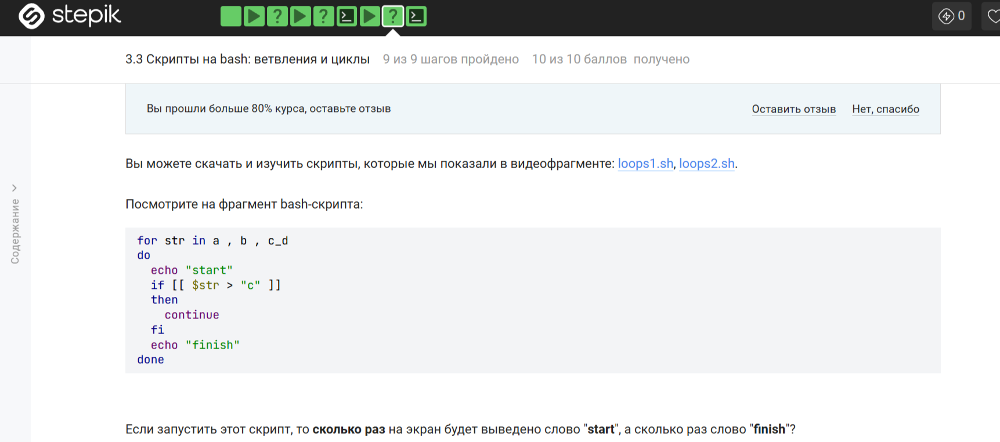 stepik
0
3.3 Скрипты на bash: ветвления и циклы 9 из 9 шагов пройдено 10 из 10 баллов получено
Вы прошли больше 80% курса, оставьте отзыв Оставить отзыв Нет, спасибо
Содержание
Вы можете скачать и изучить скрипты, которые мы показали в видеофрагменте: loops1.sh, loops2.sh.
Посмотрите на фрагмент bash-скрипта:
for str in a , b , c_d
do
  echo "start"
  if [[ $str > "c" ]]
  then
    continue
  fi
  echo "finish"
done
Если запустить этот скрипт, то сколько раз на экран будет выведено слово "start", а сколько раз слово "finish"?